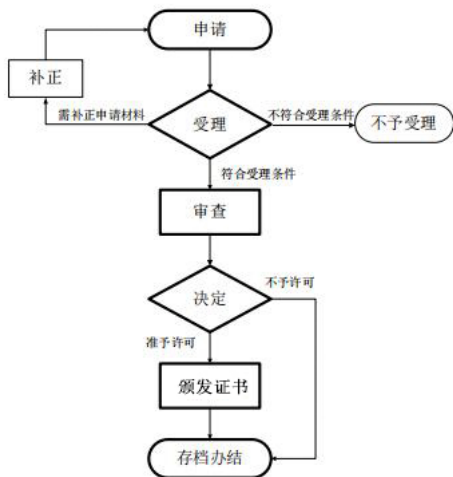 申请
补正
需补正申请材料
受理
不符合受理条件
不予受理
符合受理条件
审查
决定
不予许可
准予许可
颁发证书
存档办结